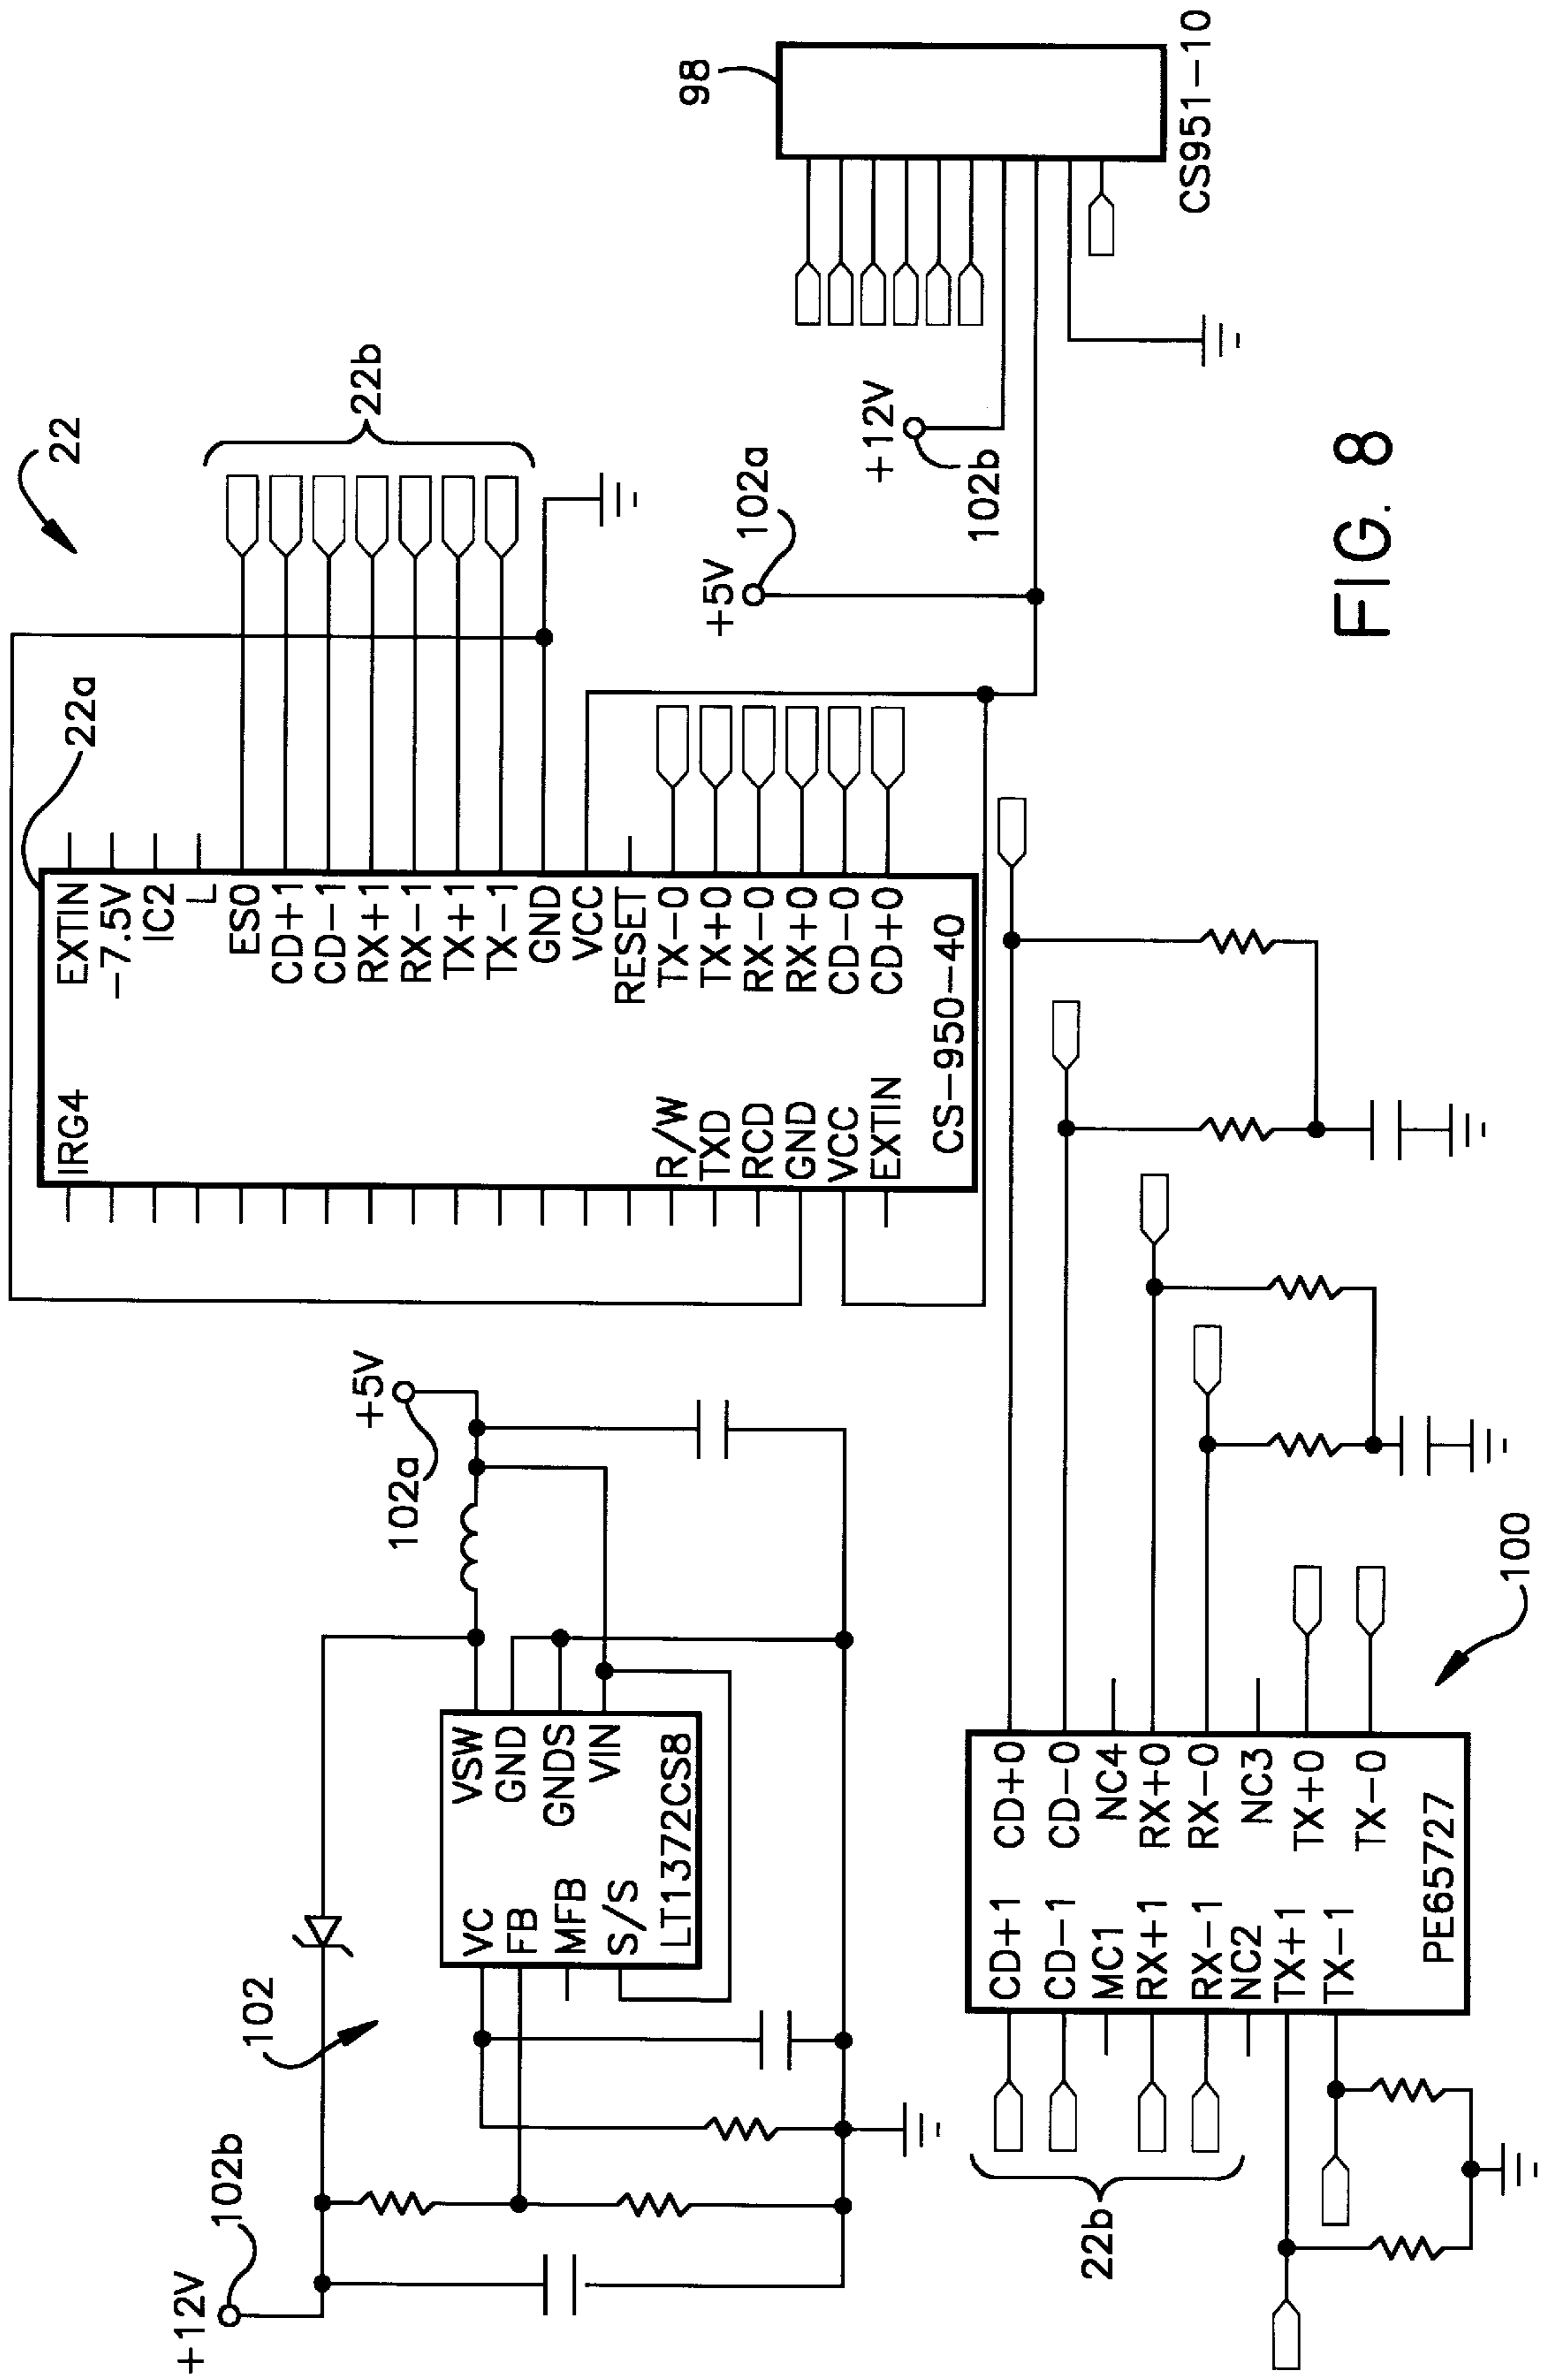 +12V
102b
102
102a
+5V
VC
FB
MFB
S/S
VSW
GND
GNDS
VIN
LT1372CS8
22
22a
22b
IRG4
R/W
TXD
RCD
GND
VCC
EXTIN
EXTIN
-7.5V
IC2
L
ES0
CD+1
CD-1
RX+1
RX-1
TX+1
TX-1
GND
VCC
RESET
TX-0
TX+0
RX-0
RX+0
CD-0
CD+0
CS-950-40
+5V
102a
+12V
102b
98
CS951-10
22b
CD+1
CD-1
MC1
RX+1
RX-1
NC2
TX+1
TX-1
CD+0
CD-0
NC4
RX+0
RX-0
NC3
TX+0
TX-0
PE65727
100
FIG. 8